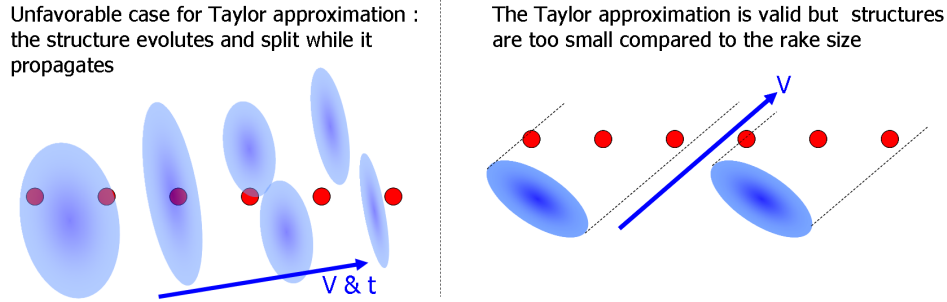 Unfavorable case for Taylor approximation :
the structure evolutes and split while it
propagates
V & t
The Taylor approximation is valid but  structures
are too small compared to the rake size
V